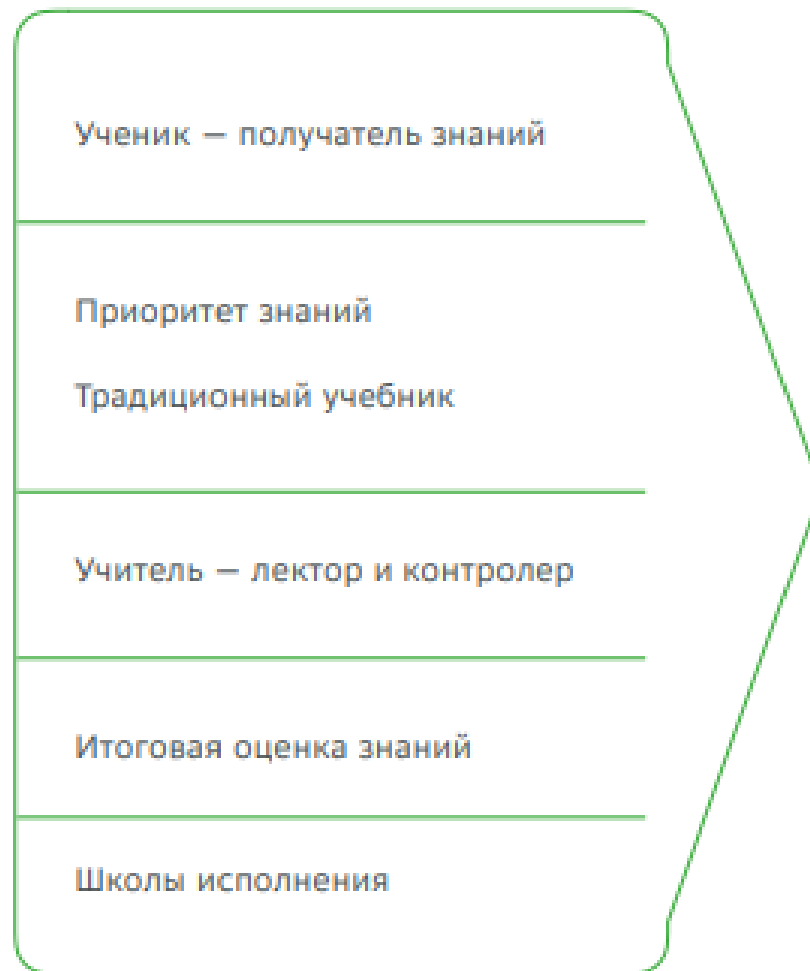 Ученик — получатель знаний
Приоритет знаний
Традиционный учебник
Учитель — лектор и контролер
Итоговая оценка знаний
Школы исполнения